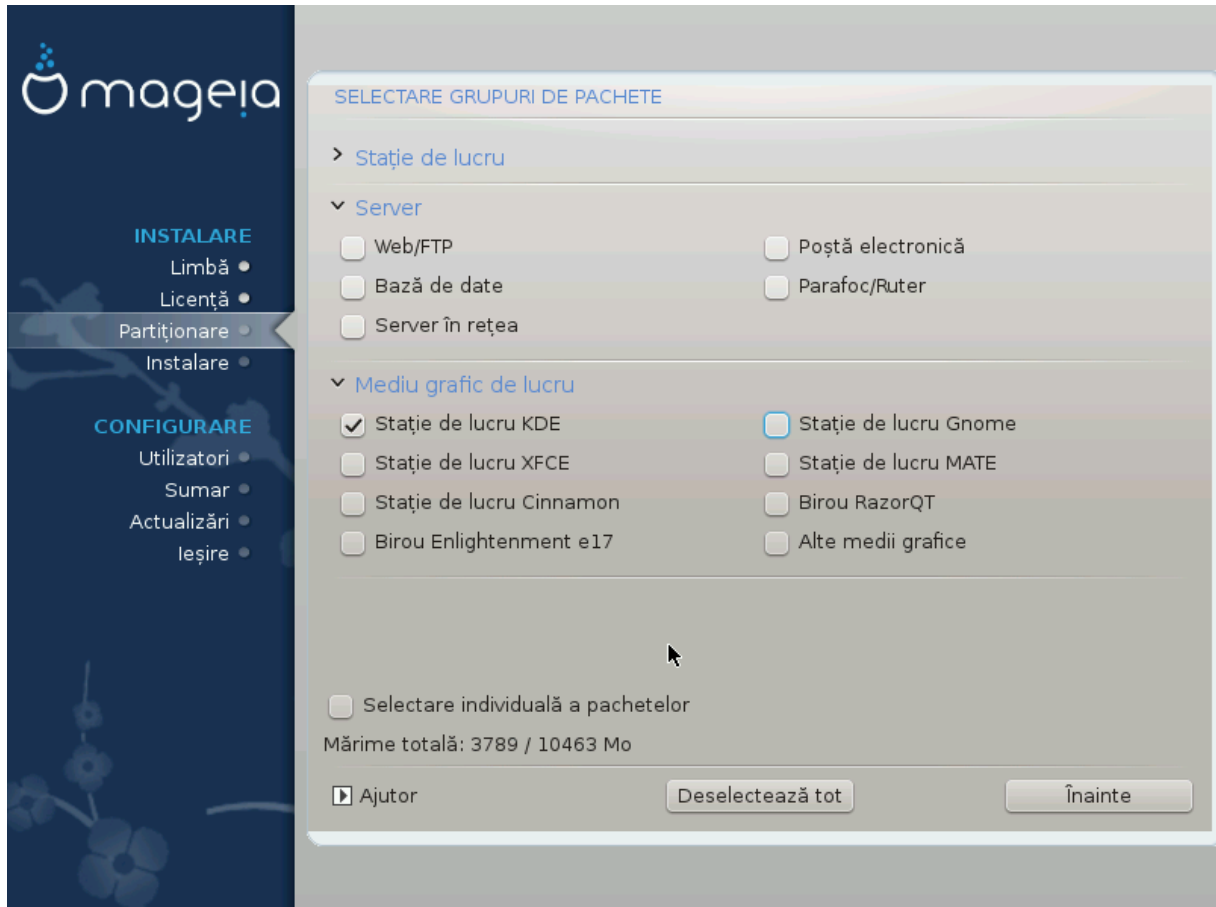 mageia
INSTALARE
Limbă
Licență
Partiționare
Instalare
CONFIGURARE
Utilizatori
Sumar
Actualizări
Ieșire
SELECTARE GRUPURI DE PACHETE
Stație de lucru
Server
Web/FTP
Poștă electronică
Bază de date
Parafoc/Ruter
Server în rețea
Mediu grafic de lucru
Stație de lucru KDE
Stație de lucru Gnome
Stație de lucru XFCE
Stație de lucru MATE
Stație de lucru Cinnamon
Birou RazorQT
Birou Enlightenment e17
Alte medii grafice
Selectare individuală a pachetelor
Mărime totală: 3789 / 10463 Mo
Ajutor
Deselectează tot
Înainte